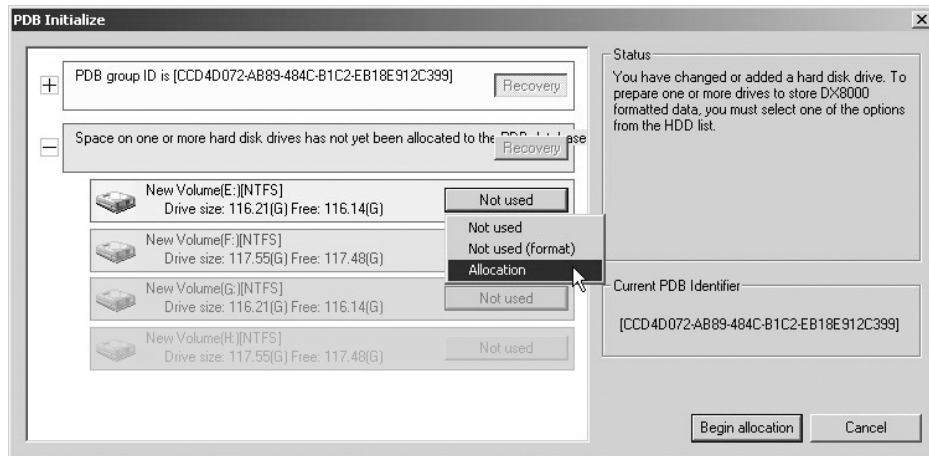 PDB Initialize
PDB group ID is [CCD4D072-AB89-484C-B1C2-EB18E912C399]
Recovery
Space on one or more hard disk drives has not yet been allocated to the
Recovery
New Volume(E:)[NTFS]
Drive size: 116.21(G) Free: 116.14(G)
Not used
New Volume(F:)[NTFS]
Drive size: 117.55(G) Free: 117.48(G)
Not used
Not used (format)
Allocation
New Volume(G:)[NTFS]
Drive size: 116.21(G) Free: 116.14(G)
Not used
New Volume(H:)[NTFS]
Drive size: 117.55(G) Free: 117.48(G)
Not used
Status
You have changed or added a hard disk drive. To
prepare one or more drives to store DX8000
formatted data, you must select one of the options
from the HDD list.
Current PDB Identifier
[CCD4D072-AB89-484C-B1C2-EB18E912C399]
Begin allocation
Cancel